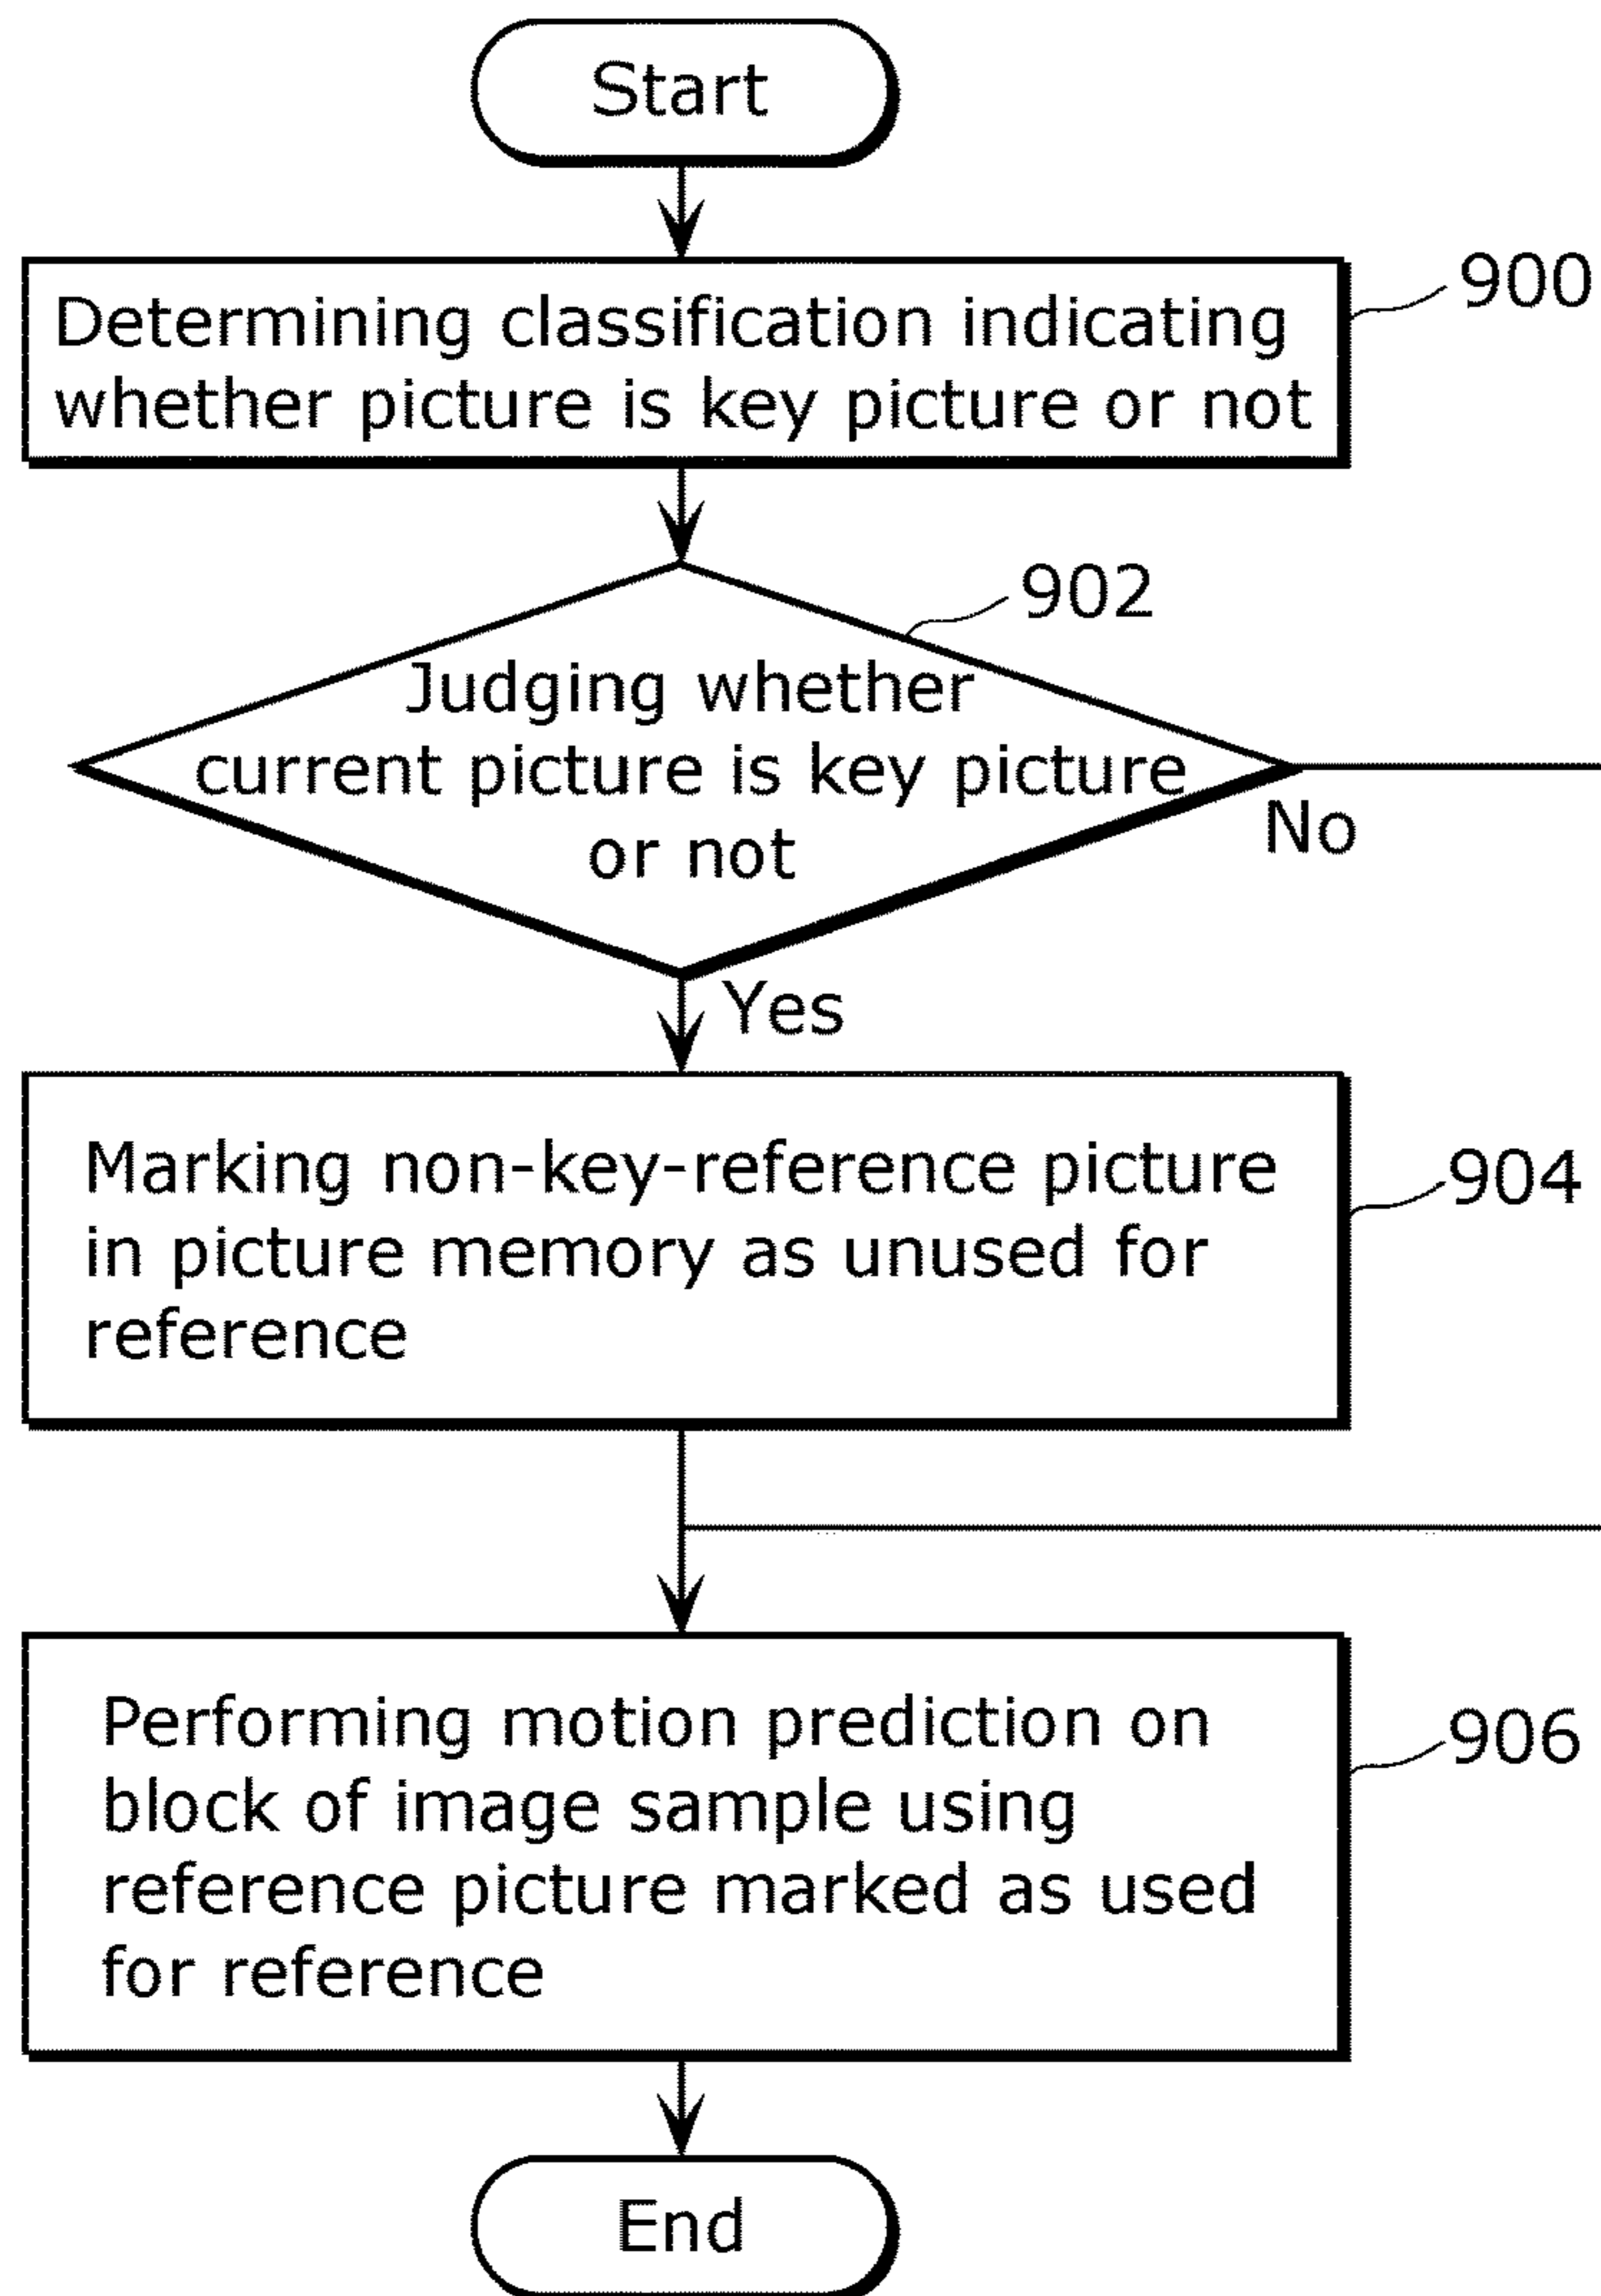 Start
Determining classification indicating
whether picture is key picture or not
900
902
Judging whether
current picture is key picture
or not
No
Yes
Marking non-key-reference picture
in picture memory as unused for
reference
904
Performing motion prediction on
block of image sample using
reference picture marked as used
for reference
906
End